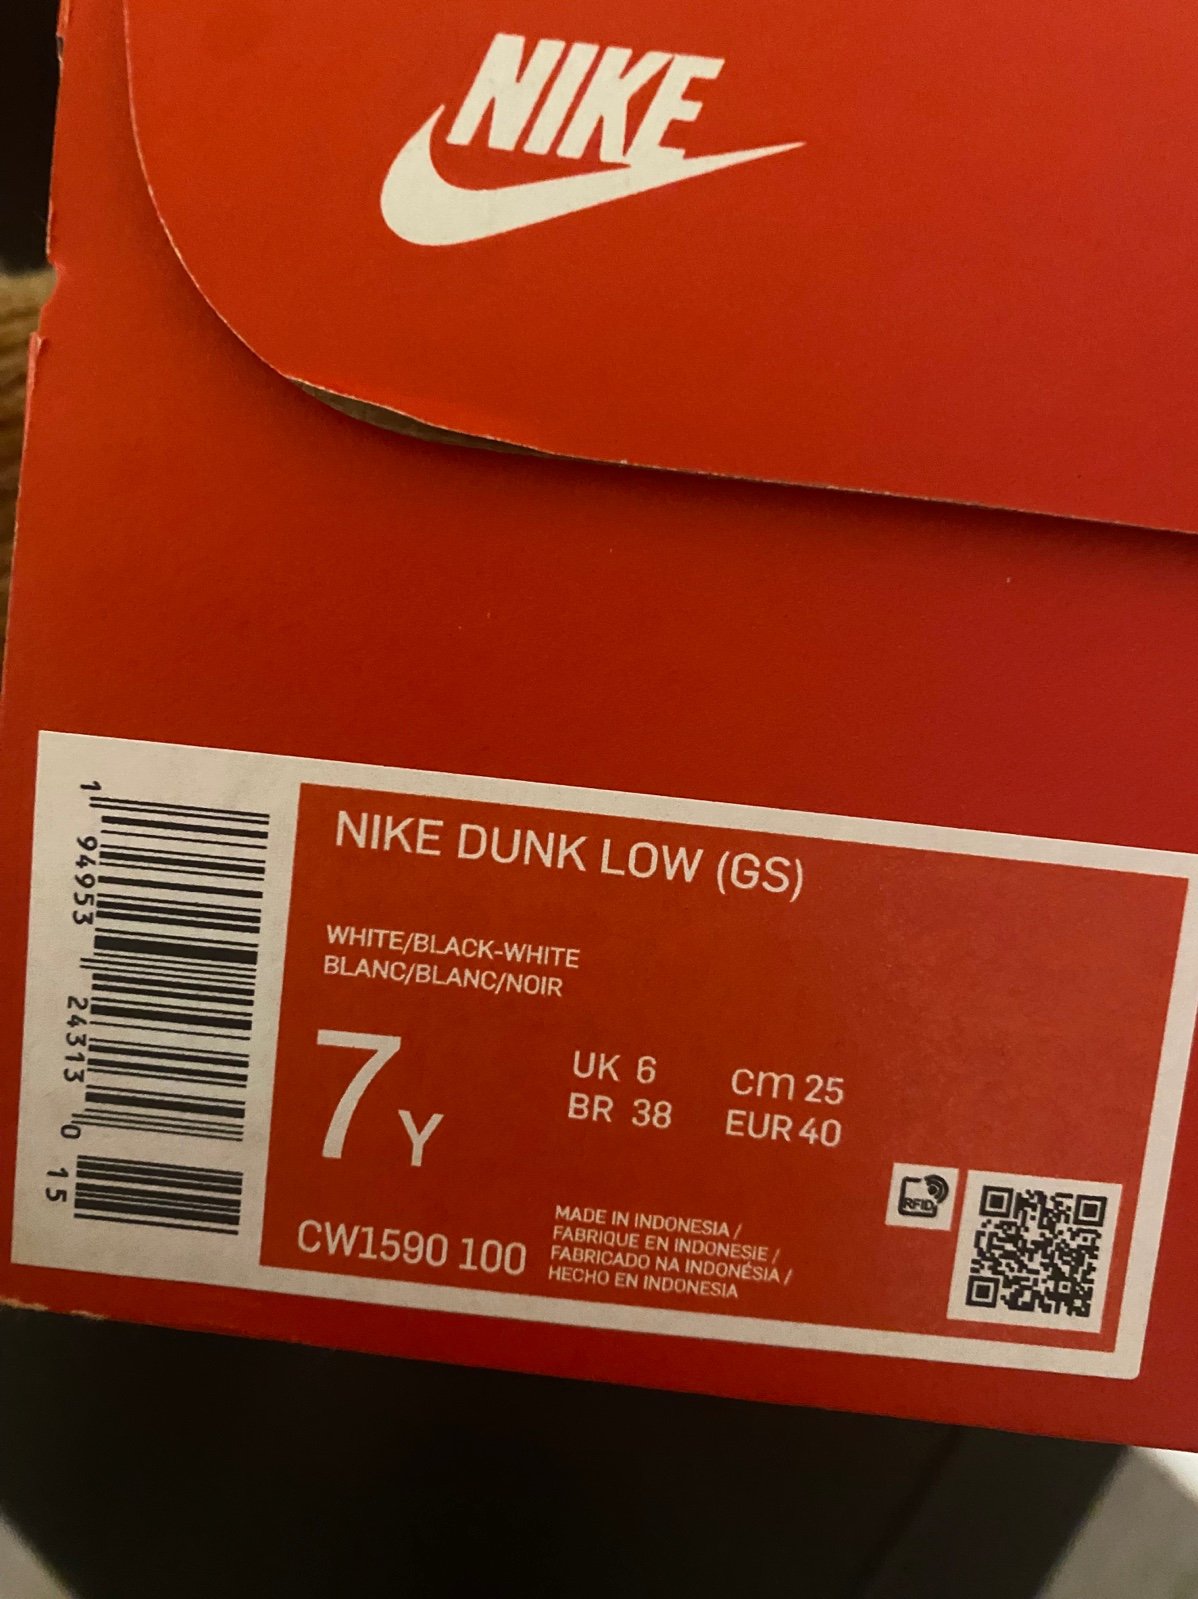 NIKE
NIKE DUNK LOW (GS)
WHITE/BLACK-WHITE
BLANC/BLANC/NOIR
7Y
UK 6
cm 25
BR 38
EUR 40
CW1590 100
MADE IN INDONESIA /
FABRIQUE EN INDONESIE /
FABRICADO NA INDONÉSIA /
HECHO EN INDONESIA
RFID
1 94953 24313 0 15